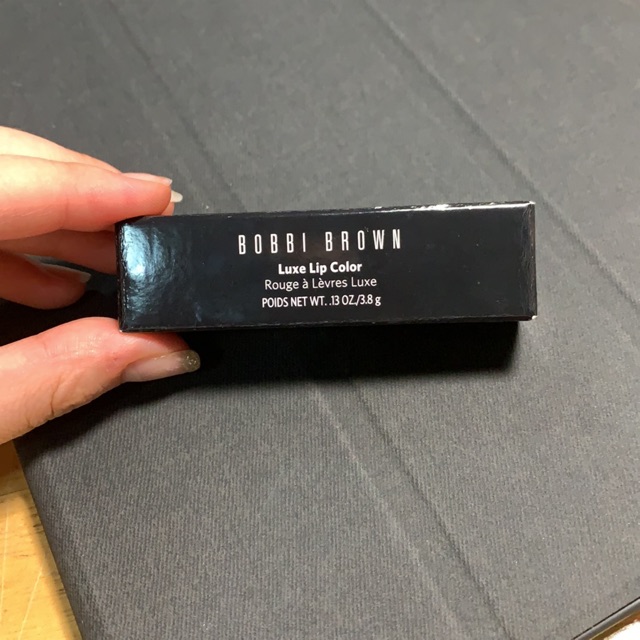 BOBBI BROWN
Luxe Lip Color
Rouge à Lèvres Luxe
POIDS NET WT. .13 OZ./3.8 g